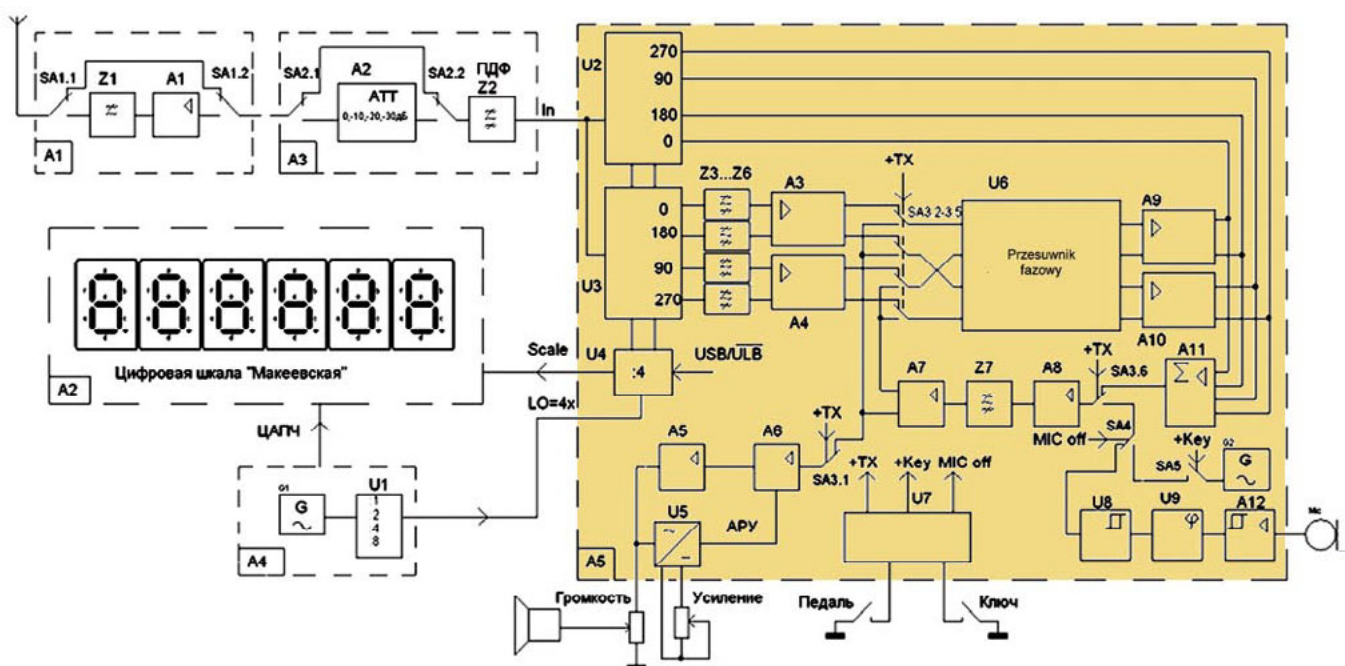 SA1.1
Z1
A1
SA1.2
A1
SA2.1
A2
ATT
0,-10,-20,-30дБ
SA2.2
ПДФ
Z2
A3
In
U2
270
90
180
0
U3
0
180
90
270
Z3...Z6
A3
A4
+TX
SA3 2-3 5
U6
Przesuwnik
fazowy
A9
A10
A11
Σ
Цифровая шкала "Макеевская"
A2
Scale
U4
:4
USB/ULB
LO=4x
ЦАПЧ
G1
G
U1
1
2
4
8
A4
A7
Z7
A8
+TX
SA3.6
MIC off
SA4
+Key
SA5
G2
G
A5
A6
+TX
SA3.1
U5
АРУ
+TX
+Key
MIC off
U7
U8
U9
φ
A12
Mc
A5
Громкость
Усиление
Педаль
Ключ